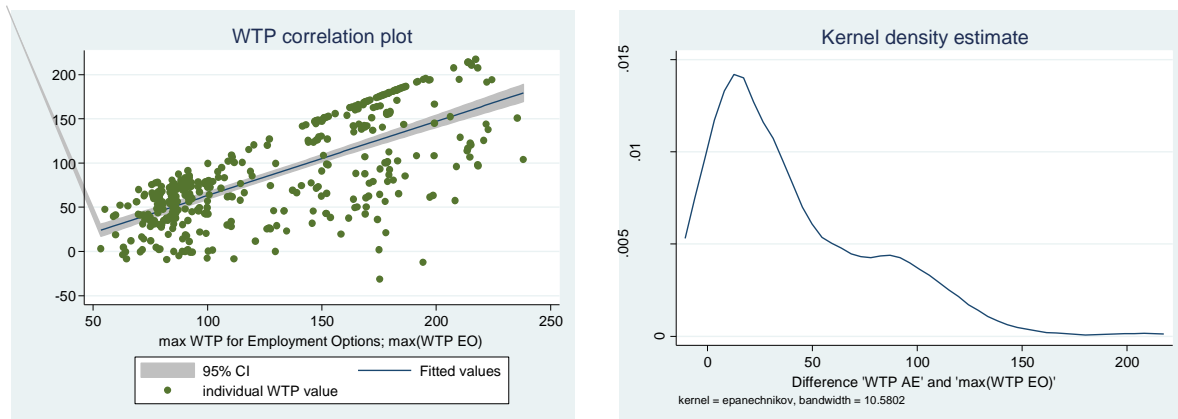 WTP correlation plot
200
150
100
50
0
-50
50 100 150 200 250
max WTP for Employment Options; max(WTP EO)
95% CI Fitted values
individual WTP value
Kernel density estimate
.015
.01
.005
0
0 50 100 150 200
Difference 'WTP AE' and 'max(WTP EO)'
kernel = epanechnikov, bandwidth = 10.5802